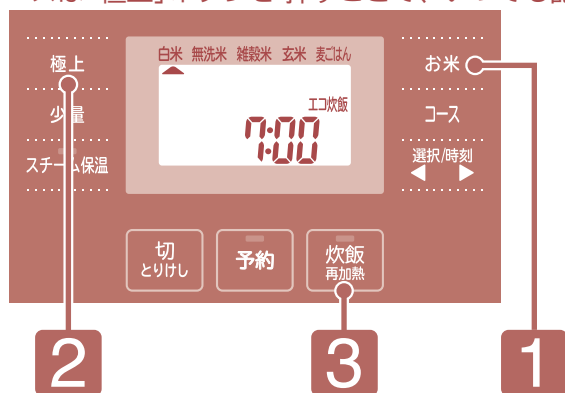 極上
少量
スチーム保温
白米 無洗米 雑穀米 玄米 麦ごはん
エコ炊飯
7:00
お米
コース
選択/時刻
切
とりけし
予約
炊飯
再加熱
2
3
1